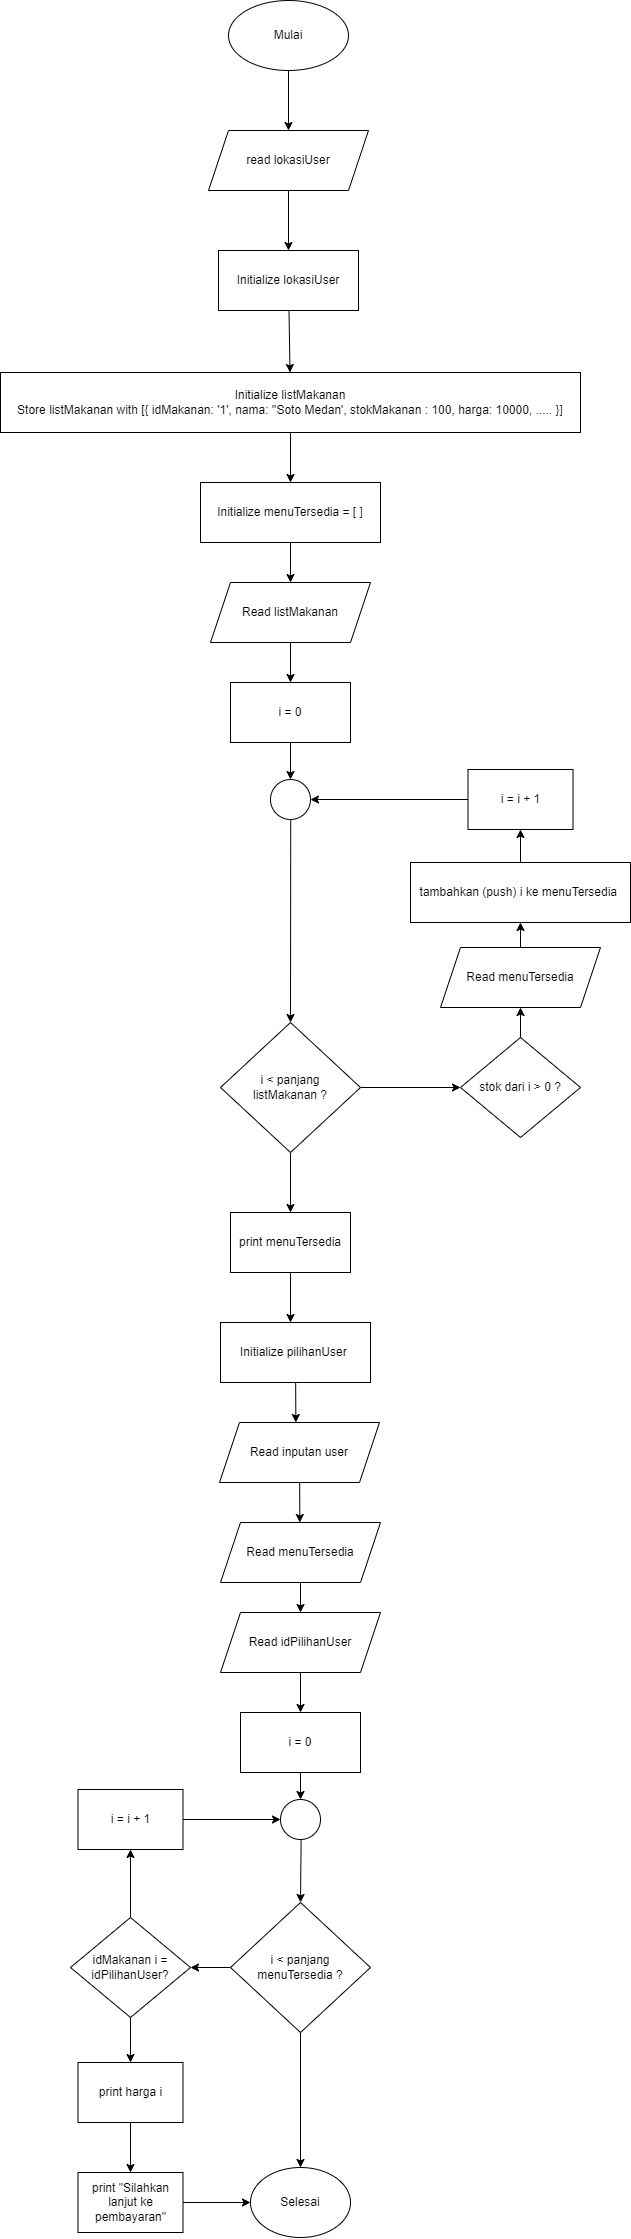 Mulai
read lokasiUser
Initialize lokasiUser
Initialize listMakanan
Store listMakanan with [{ idMakanan: '1', nama: "Soto Medan', stokMakanan : 100, harga: 10000, ..... }]
Initialize menuTersedia = [ ]
Read listMakanan
i = 0
i = i + 1
tambahkan (push) i ke menuTersedia
Read menuTersedia
i < panjang
listMakanan ?
stok dari i > 0 ?
print menuTersedia
Initialize pilihanUser
Read inputan user
Read menuTersedia
Read idPilihanUser
i = 0
i = i + 1
idMakanan i =
idPilihanUser?
i < panjang
menuTersedia ?
print harga i
print "Silahkan
lanjut ke
pembayaran"
Selesai